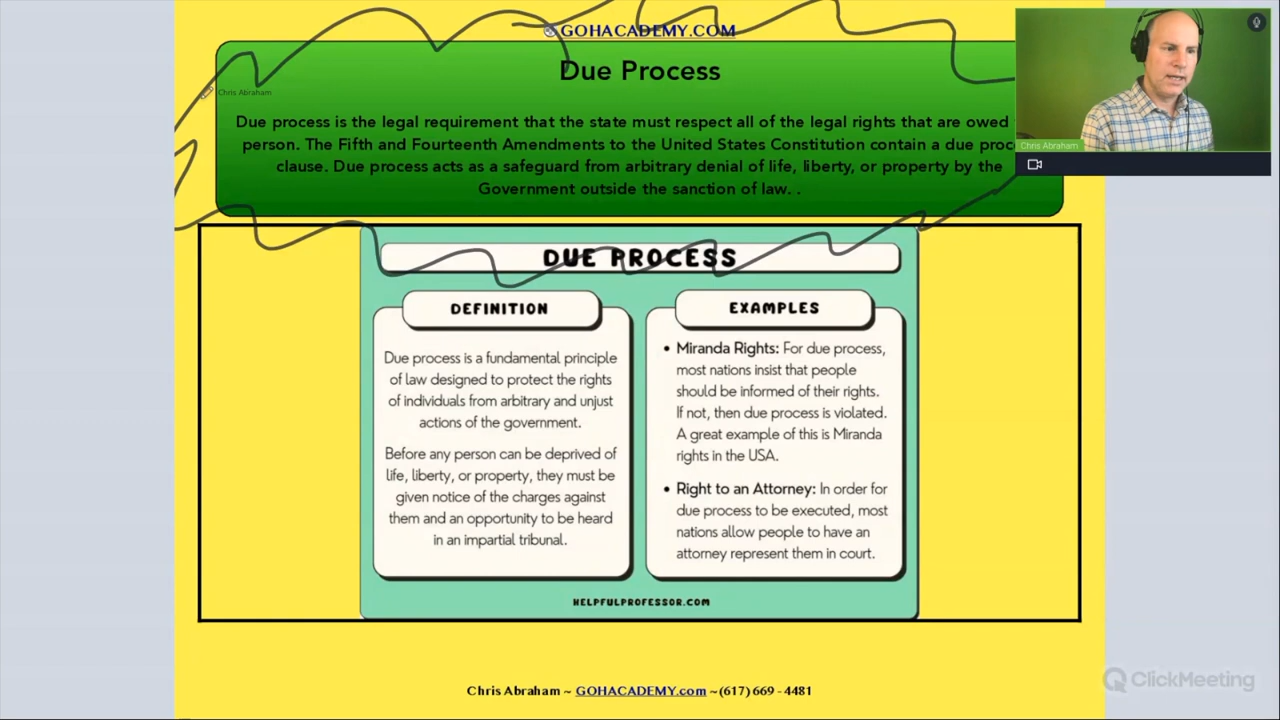 GOHACADEMY.COM
Due Process
Chris Abraham
Due process is the legal requirement that the state must respect all of the legal rights that are owed
person. The Fifth and Fourteenth Amendments to the United States Constitution contain a due proc
clause. Due process acts as a safeguard from arbitrary denial of life, liberty, or property by the
Government outside the sanction of law. .
Chris Abraham
DUE PROCESS
DEFINITION
Due process is a fundamental principle
of law designed to protect the rights
of individuals from arbitrary and unjust
actions of the government.
Before any person can be deprived of
life, liberty, or property, they must be
given notice of the charges against
them and an opportunity to be heard
in an impartial tribunal.
EXAMPLES
• Miranda Rights: For due process,
most nations insist that people
should be informed of their rights.
If not, then due process is violated.
A great example of this is Miranda
rights in the USA.
• Right to an Attorney: In order for
due process to be executed, most
nations allow people to have an
attorney represent them in court.
HELPFULPROFESSOR.COM
Chris Abraham ~ GOHACADEMY.com ~(617) 669 - 4481
ClickMeeting